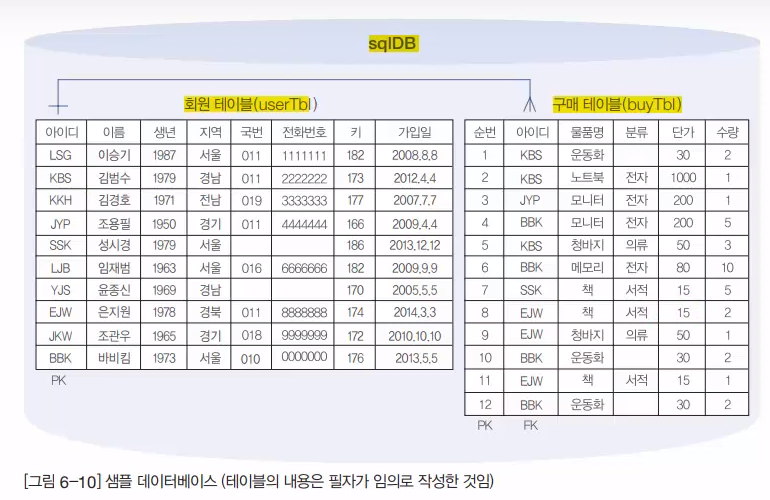 sqlDB
회원 테이블(userTbl)
아이디 이름 생년 지역 국번 전화번호 키 가입일
LSG 이승기 1987 서울 011 1111111 182 2008.8.8
KBS 김범수 1979 경남 011 2222222 173 2012.4.4
KKH 김경호 1971 전남 019 3333333 177 2007.7.7
JYP 조용필 1950 경기 011 4444444 166 2009.4.4
SSK 성시경 1979 서울 186 2013.12.12
LJB 임재범 1963 서울 016 6666666 182 2009.9.9
YJS 윤종신 1969 경남 170 2005.5.5
EJW 은지원 1978 경북 011 8888888 174 2014.3.3
JKW 조관우 1965 경기 018 9999999 172 2010.10.10
BBK 바비킴 1973 서울 010 0000000 176 2013.5.5
PK
구매 테이블(buyTbl)
순번 아이디 물품명 분류 단가 수량
1 KBS 운동화 30 2
2 KBS 노트북 전자 1000 1
3 JYP 모니터 전자 200 1
4 BBK 모니터 전자 200 5
5 KBS 청바지 의류 50 3
6 BBK 메모리 전자 80 10
7 SSK 책 서적 15 5
8 EJW 책 서적 15 2
9 EJW 청바지 의류 50 1
10 BBK 운동화 30 2
11 EJW 책 서적 15 1
12 BBK 운동화 30 2
PK FK
[그림 6-10] 샘플 데이터베이스 (테이블의 내용은 필자가 임의로 작성한 것임)